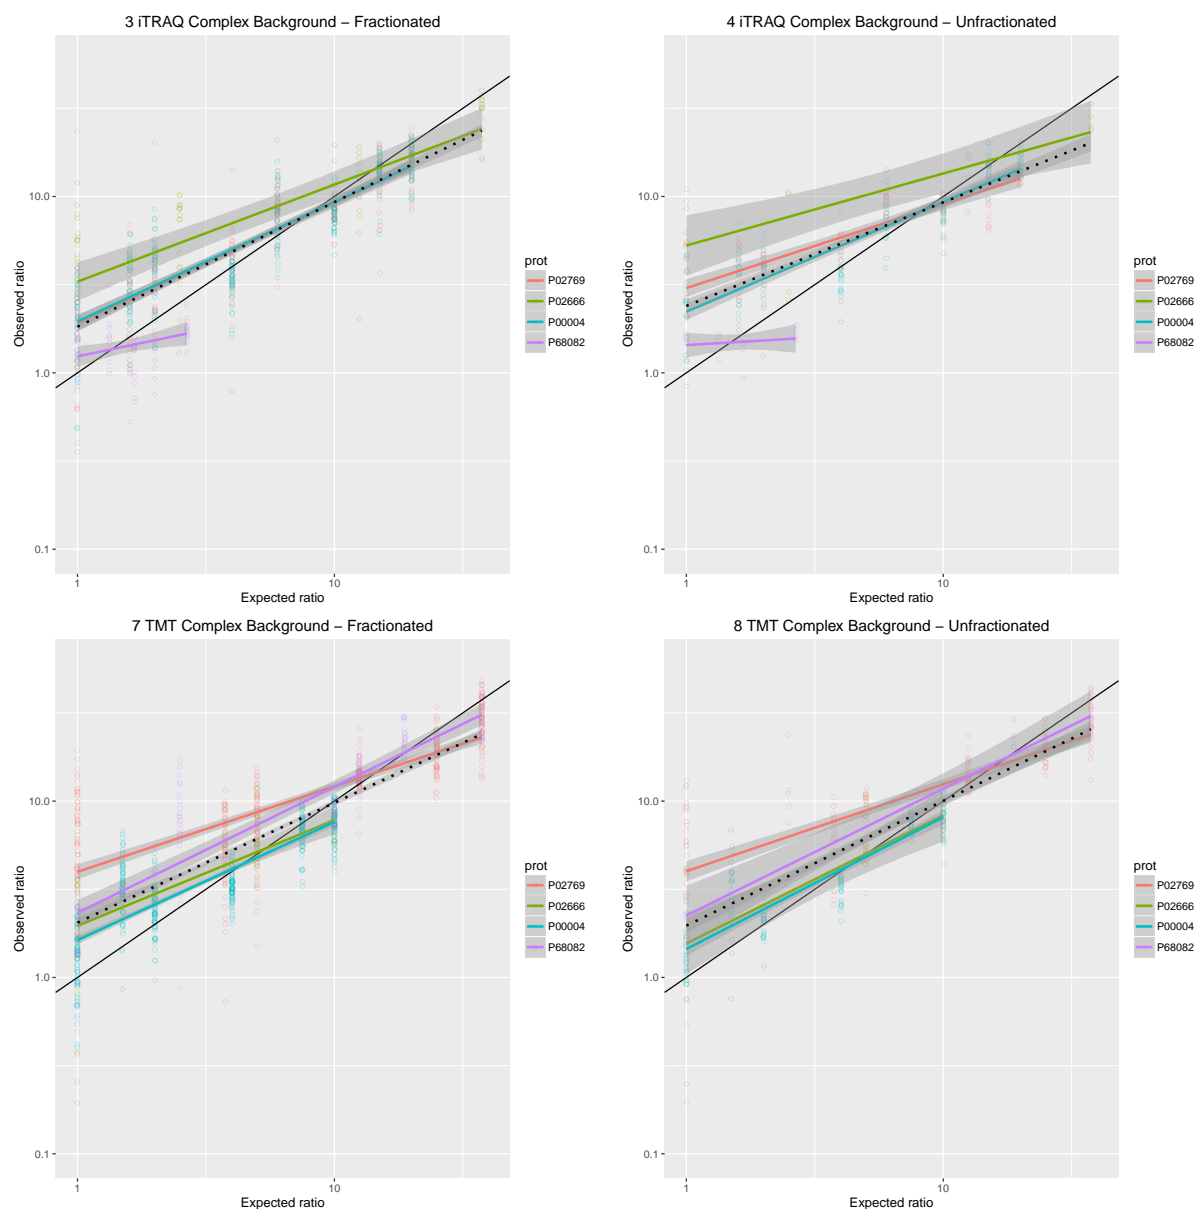 3 iTRAQ Complex Background – Fractionated
10.0
1.0
0.1
Observed ratio
1
10
Expected ratio
prot
P02769
P02666
P00004
P68082
4 iTRAQ Complex Background – Unfractionated
10.0
1.0
0.1
Observed ratio
1
10
Expected ratio
prot
P02769
P02666
P00004
P68082
7 TMT Complex Background – Fractionated
10.0
1.0
0.1
Observed ratio
1
10
Expected ratio
prot
P02769
P02666
P00004
P68082
8 TMT Complex Background – Unfractionated
10.0
1.0
0.1
Observed ratio
1
10
Expected ratio
prot
P02769
P02666
P00004
P68082